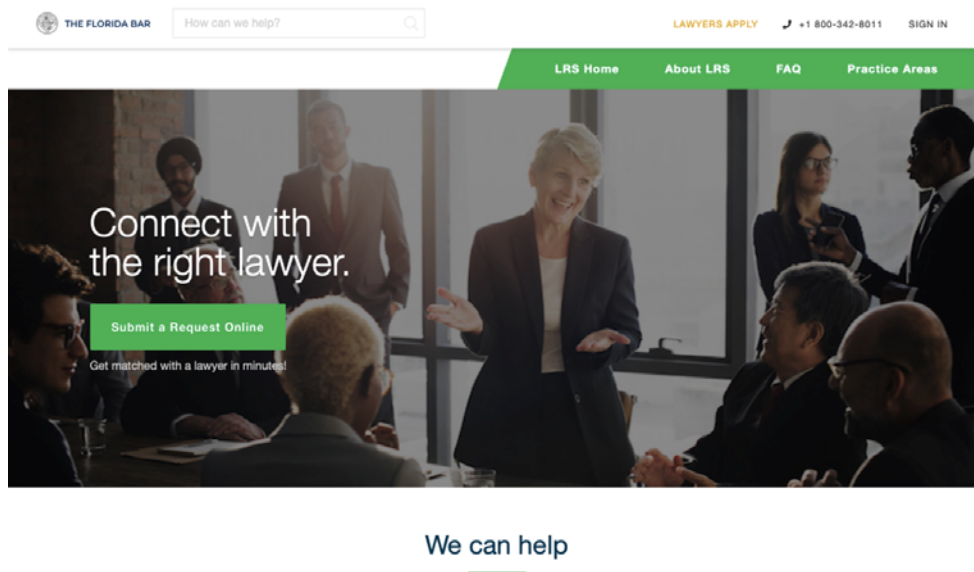 THE FLORIDA BAR
How can we help?
LAWYERS APPLY
+1 800-342-8011
SIGN IN
LRS Home
About LRS
FAQ
Practice Areas
Connect with
the right lawyer.
Submit a Request Online
Get matched with a lawyer in minutes!
We can help